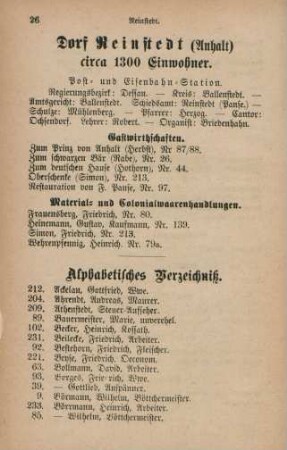 26 Reinstedt.
Dorf Reinstedt (Anhalt)
circa 1300 Einwohner.
Post- und Eisenbahn-Station.
Regierungsbezirk: Dessau. — Kreis: Ballenstedt. —
Amtsgericht: Ballenstedt. Schiedsamt: Reinstedt (Panse.) —
Schulze: Mühlenberg. — Pfarrer: Herzog. — Cantor:
Ochsendorf. Lehrer: Robert. — Organist: Briedenhahn.
Gastwirthschaften.
Zum Prinz von Anhalt (Herbst), Nr. 87/88.
Zum schwarzen Bär (Rabe), Nr. 26.
Zum deutschen Hause (Hothorn), Nr. 44.
Oberschenke (Simon), Nr. 213.
Restauration von F. Panse, Nr. 97.
Material- und Colonialwaarenhandlungen.
Frauensberg, Friedrich, Nr. 80.
Heinemann, Gustav, Kaufmann, Nr. 139.
Simon, Friedrich, Nr. 213.
Wehrenpfennig, Heinrich, Nr. 79a.
Alphabetisches Verzeichniß.
212. Ackelau, Gottfried, Wwe.
204. Ahrendt, Andreas, Maurer.
209. Athenstedt, Steuer-Aufseher.
89. Bauermeister, Marie, unverehel.
102. Becker, Heinrich, Kossath.
231. Beilecke, Friedrich, Arbeiter.
92. Bestehorn, Friedrich, Fleischer.
221. Beyse, Friedrich, Oeconom.
63. Bollmann, David, Arbeiter.
93. Borges, Friedrich, Wwe.
39. — Gottlieb, Anspänner.
9. Börmann, Wilhelm, Böttchermeister.
233. Börmann, Heinrich, Arbeiter.
85. — Wilhelm, Böttchermeister.